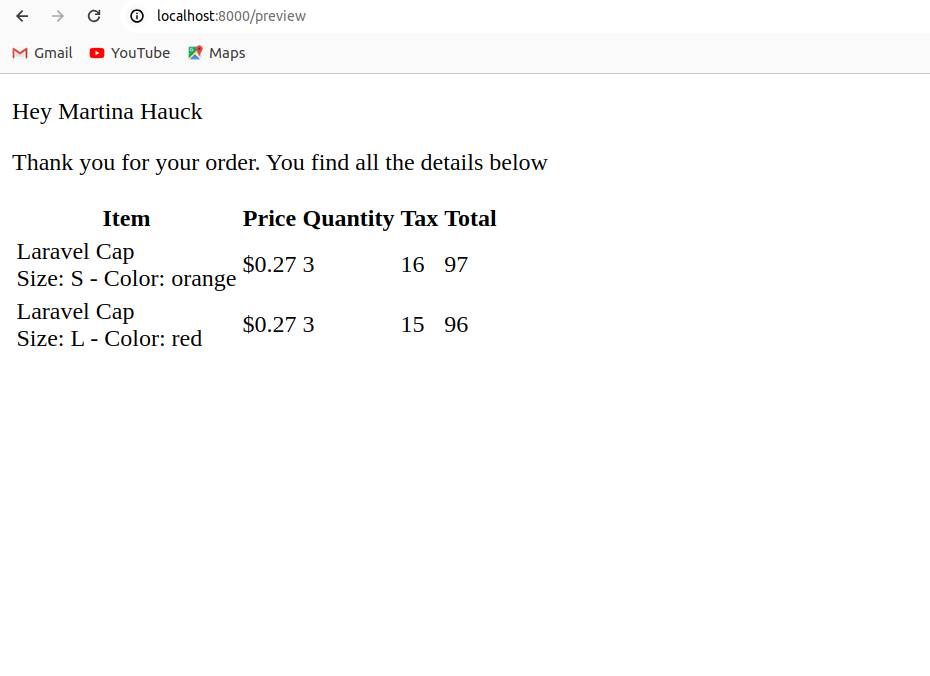 localhost:8000/preview
Gmail YouTube Maps
Hey Martina Hauck
Thank you for your order. You find all the details below
Item Price Quantity Tax Total
Laravel Cap
Size: S - Color: orange $0.27 3 16 97
Laravel Cap
Size: L - Color: red $0.27 3 15 96